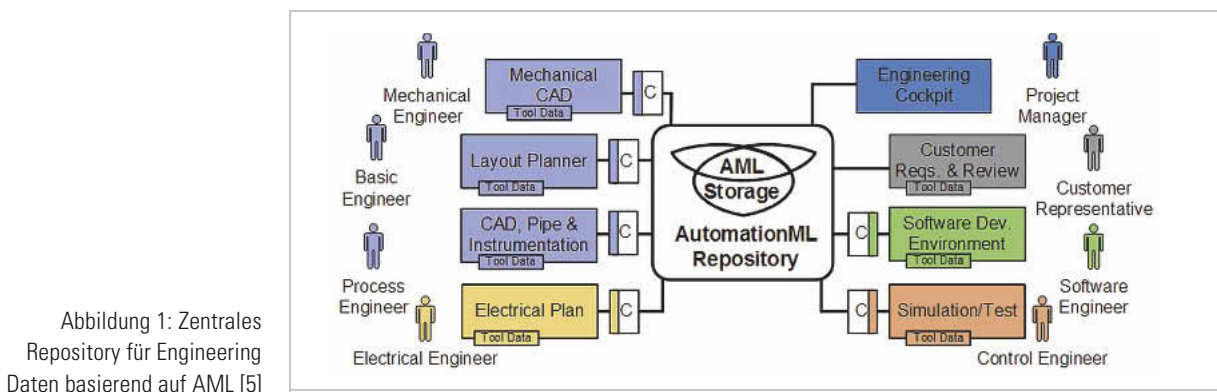 Mechanical
Engineer
Mechanical
CAD
Tool Data
C
Basic
Engineer
Layout Planner
Tool Data
C
Process
Engineer
CAD, Pipe &
Instrumentation
Tool Data
C
Electrical Engineer
Electrical Plan
Tool Data
C
AML
Storage
AutomationML
Repository
Engineering
Cockpit
Project
Manager
Customer
Reqs. & Review
Tool Data
Customer
Representative
C
Software Dev.
Environment
Tool Data
Software
Engineer
C
Simulation/Test
Tool Data
Control Engineer
Abbildung 1: Zentrales
Repository für Engineering
Daten basierend auf AML [5]